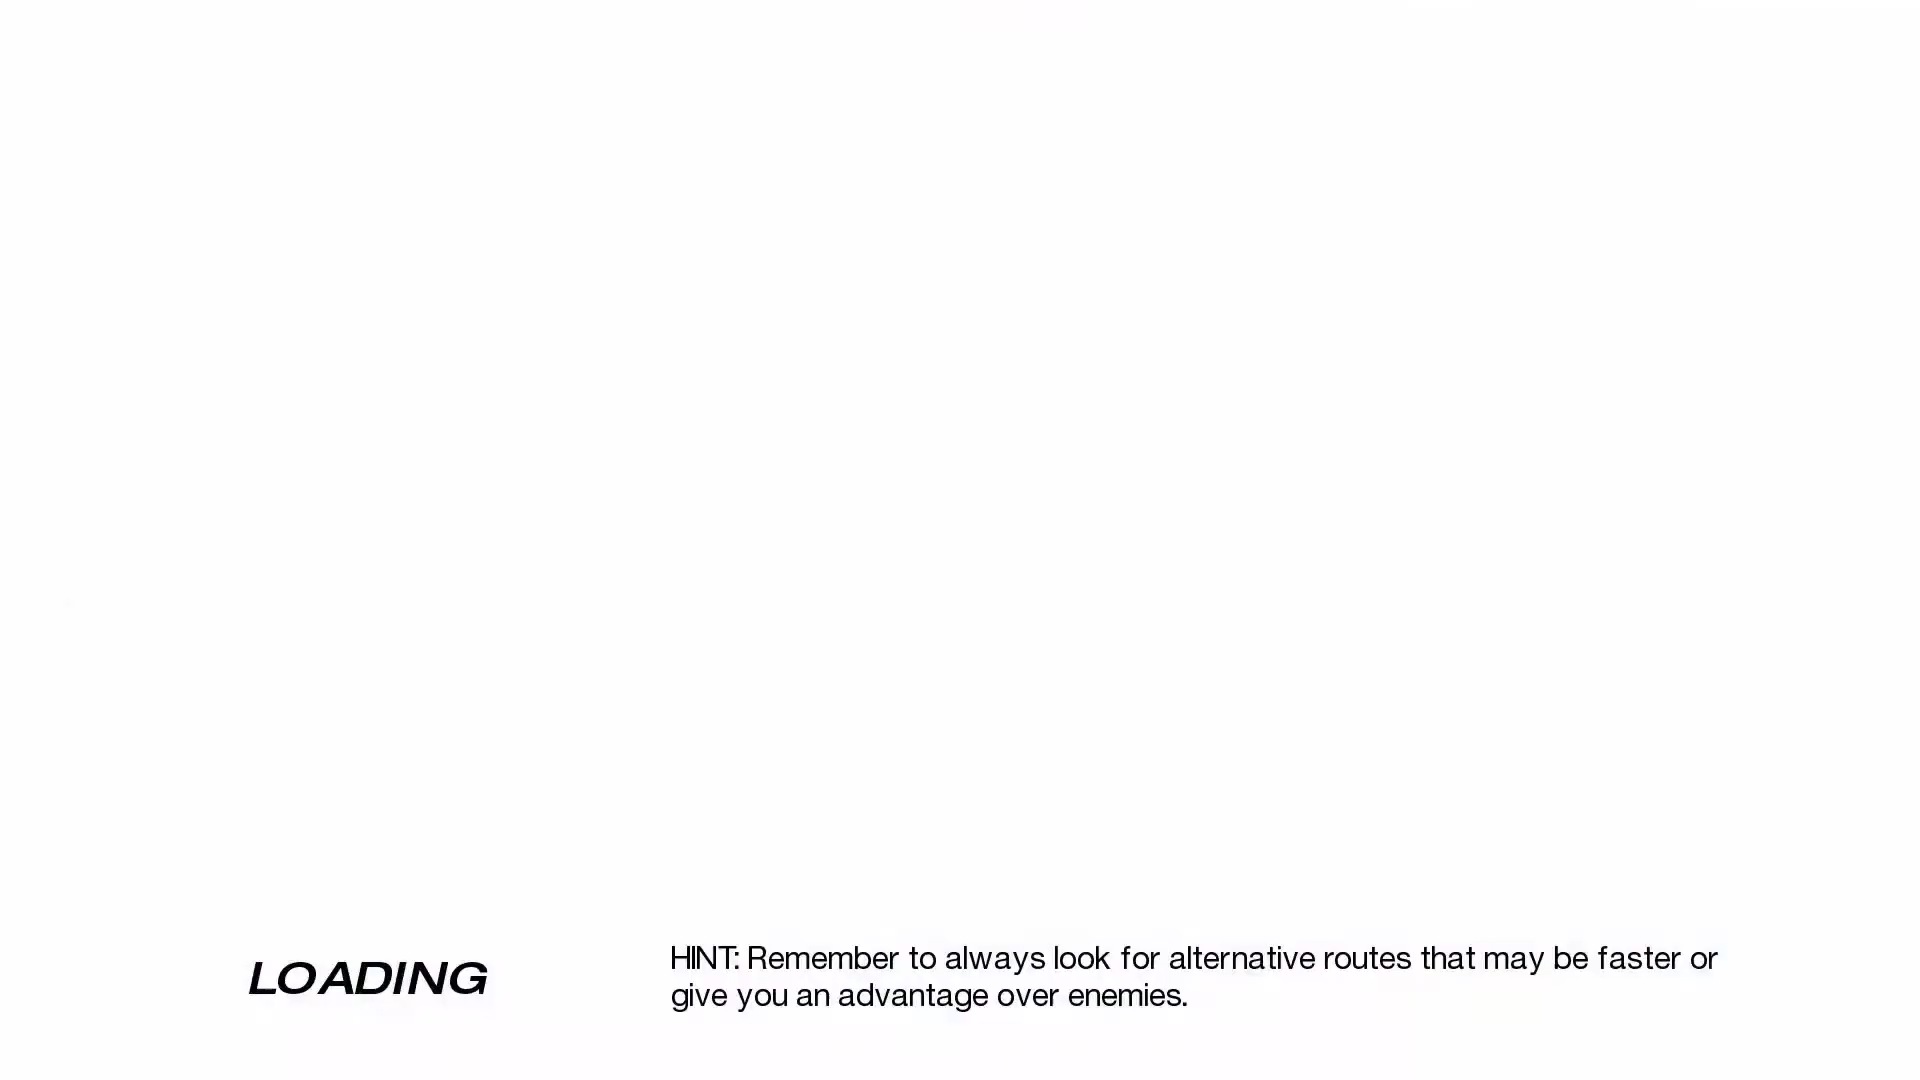 LOADING
HINT: Remember to always look for alternative routes that may be faster or
give you an advantage over enemies.